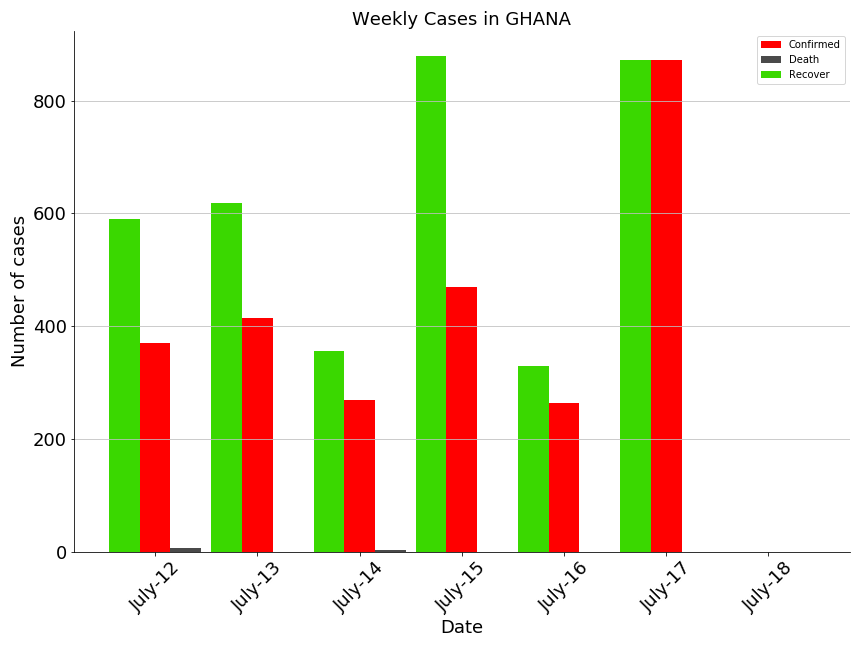 Weekly Cases in GHANA
Confirmed
Death
Recover
Number of cases
800
600
400
200
0
July-12
July-13
July-14
July-15
July-16
July-17
July-18
Date